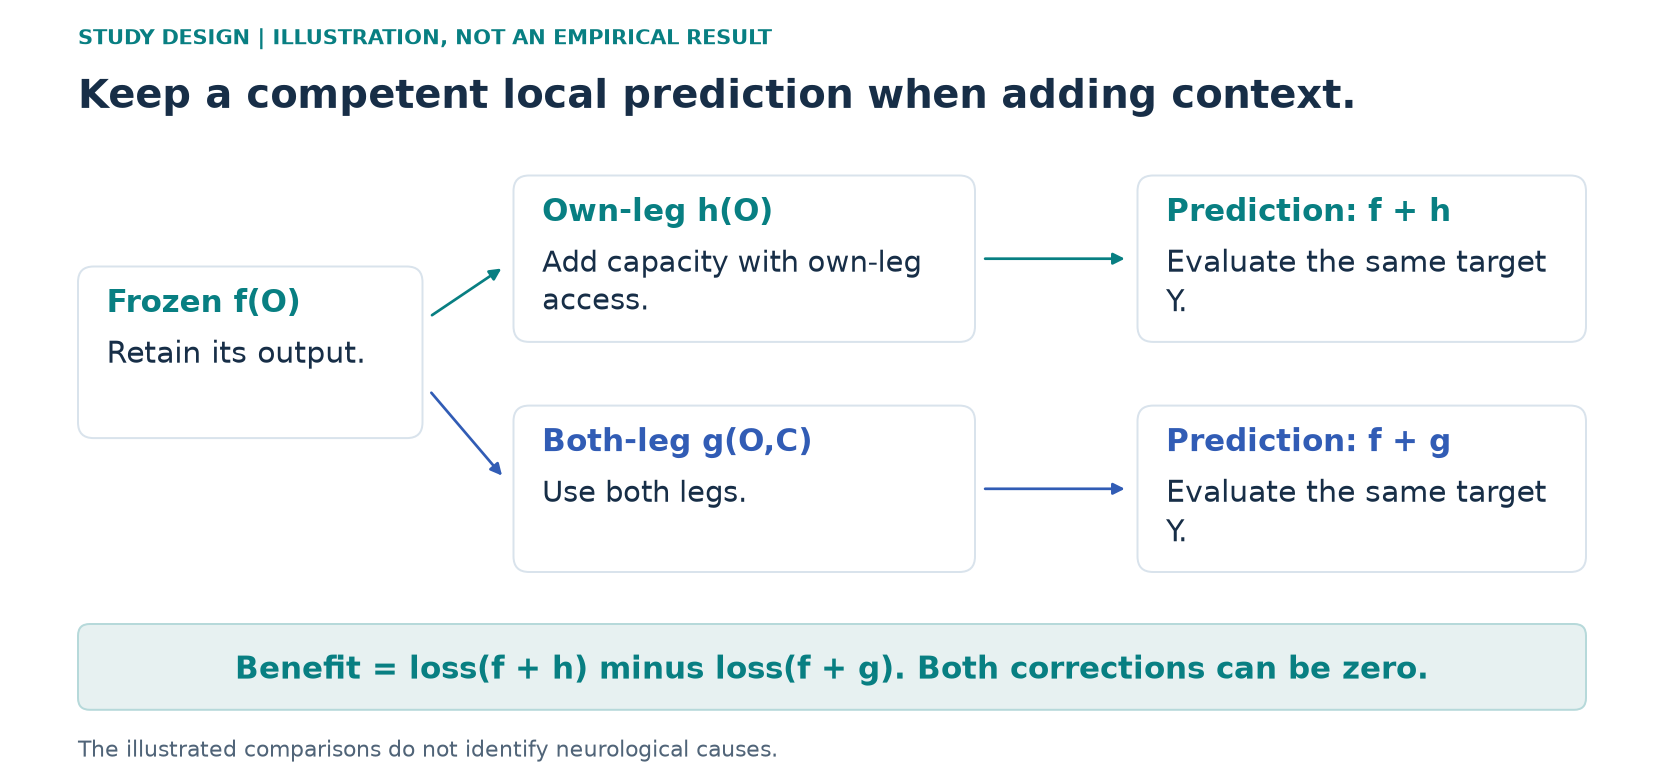 STUDY DESIGN | ILLUSTRATION, NOT AN EMPIRICAL RESULT
Keep a competent local prediction when adding context.
Frozen f(O)
Retain its output.
Own-leg h(O)
Add capacity with own-leg
access.
Prediction: f + h
Evaluate the same target
Y.
Both-leg g(O,C)
Use both legs.
Prediction: f + g
Evaluate the same target
Y.
Benefit = loss(f + h) minus loss(f + g). Both corrections can be zero.
The illustrated comparisons do not identify neurological causes.